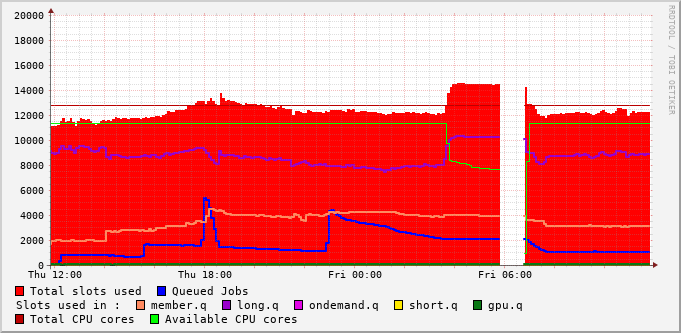 20000
18000
16000
14000
12000
10000
8000
6000
4000
2000
0
Thu 12:00 Thu 18:00 Fri 00:00 Fri 06:00
RRDTOOL / TOBI OETIKER
Total slots used Queued Jobs
Slots used in : member.q long.q ondemand.q short.q gpu.q
Total CPU cores Available CPU cores